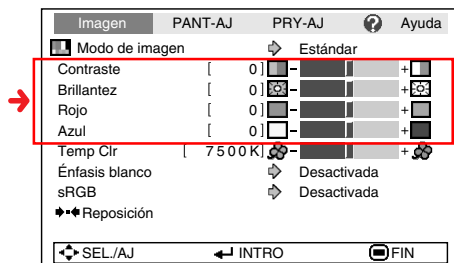 Imagen PANT-AJ PRY-AJ ? Ayuda
Modo de imagen Estándar
Contraste [ 0] - +
Brillantez [ 0] - +
Rojo [ 0] - +
Azul [ 0] - +
Temp Clr [ 7500K] - +
Énfasis blanco Desactivada
sRGB Desactivada
Reposición
SEL./AJ INTRO FIN